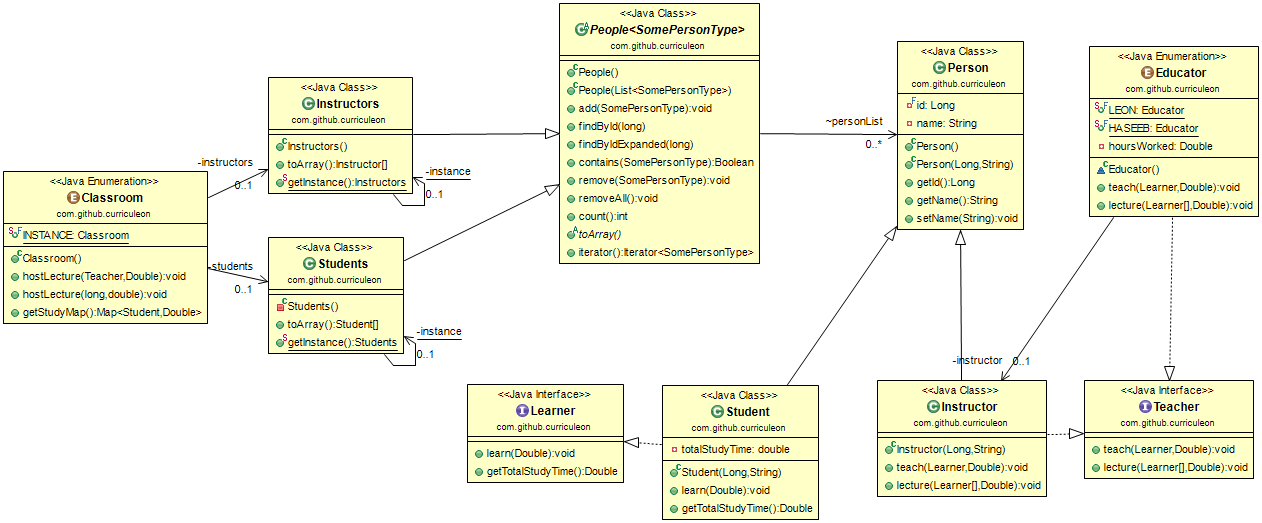 <<Java Class>>
People<SomePersonType>
com.github.curriculeon
People()
People(List<SomePersonType>)
add(SomePersonType):void
findById(long)
findByIdExpanded(long)
contains(SomePersonType):Boolean
remove(SomePersonType):void
removeAll():void
count():int
toArray()
iterator():Iterator<SomePersonType>
~personList
0..*
<<Java Class>>
Person
com.github.curriculeon
id: Long
name: String
Person()
Person(Long,String)
getId():Long
getName():String
setName(String):void
<<Java Enumeration>>
Educator
com.github.curriculeon
LEON: Educator
HASEEB: Educator
hoursWorked: Double
Educator()
teach(Learner,Double):void
lecture(Learner[],Double):void
<<Java Class>>
Instructors
com.github.curriculeon
Instructors()
toArray():Instructor[]
getInstance():Instructors
-instance
0..1
-instructors
0..1
<<Java Enumeration>>
Classroom
com.github.curriculeon
INSTANCE: Classroom
Classroom()
hostLecture(Teacher,Double):void
hostLecture(long,double):void
getStudyMap():Map<Student,Double>
-students
0..1
<<Java Class>>
Students
com.github.curriculeon
Students()
toArray():Student[]
getInstance():Students
-instance
0..1
<<Java Interface>>
Learner
com.github.curriculeon
learn(Double):void
getTotalStudyTime():Double
<<Java Class>>
Student
com.github.curriculeon
totalStudyTime: double
Student(Long,String)
learn(Double):void
getTotalStudyTime():Double
-instructor
0..1
<<Java Class>>
Instructor
com.github.curriculeon
Instructor(Long,String)
teach(Learner,Double):void
lecture(Learner[],Double):void
<<Java Interface>>
Teacher
com.github.curriculeon
teach(Learner,Double):void
lecture(Learner[],Double):void